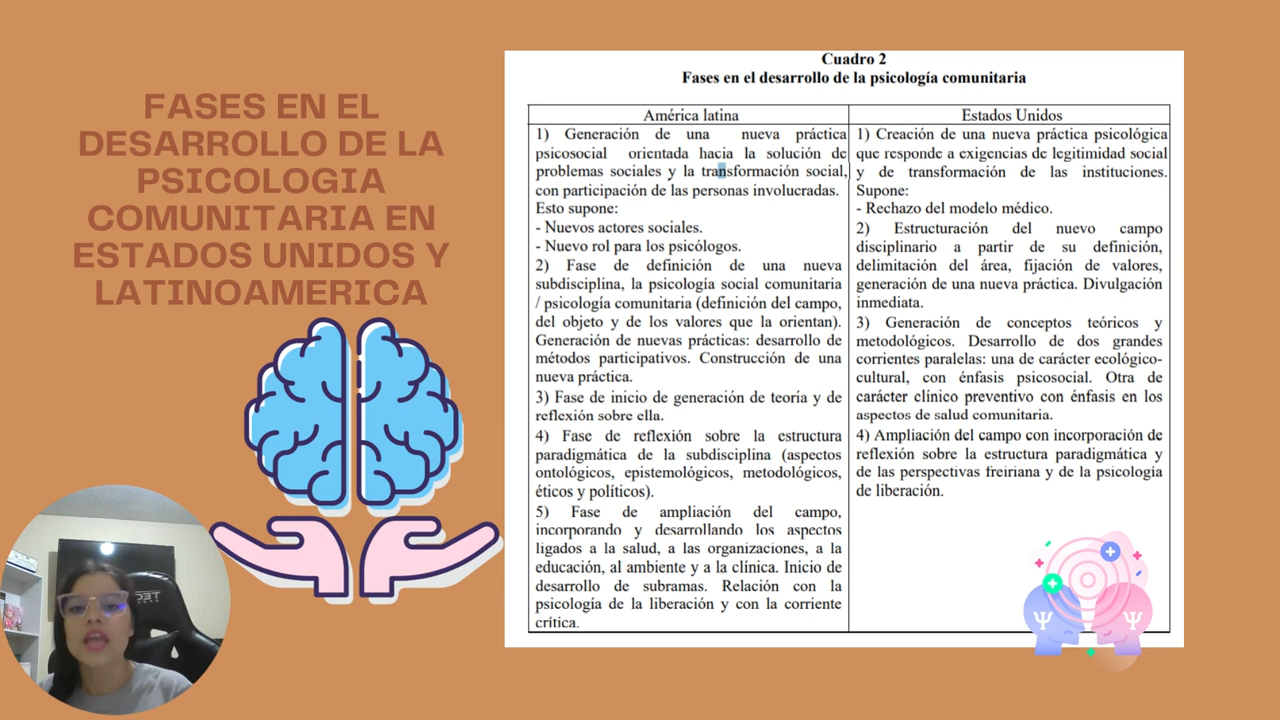 FASES EN EL
DESARROLLO DE LA
PSICOLOGIA
COMUNITARIA EN
ESTADOS UNIDOS Y
LATINOAMERICA
Cuadro 2
Fases en el desarrollo de la psicología comunitaria
América latina
1) Generación de una nueva práctica
psicosocial orientada hacia la solución de
problemas sociales y la transformación social,
con participación de las personas involucradas.
Esto supone:
- Nuevos actores sociales.
- Nuevo rol para los psicólogos.
2) Fase de definición de una nueva
subdisciplina, la psicología social comunitaria
/ psicología comunitaria (definición del campo,
del objeto y de los valores que la orientan).
Generación de nuevas prácticas: desarrollo de
métodos participativos. Construcción de una
nueva práctica.
3) Fase de inicio de generación de teoría y de
reflexión sobre ella.
4) Fase de reflexión sobre la estructura
paradigmática de la subdisciplina (aspectos
ontológicos, epistemológicos, metodológicos,
éticos y políticos).
5) Fase de ampliación del campo,
incorporando y desarrollando los aspectos
ligados a la salud, a las organizaciones, a la
educación, al ambiente y a la clínica. Inicio de
desarrollo de subramas. Relación con la
psicología de la liberación y con la corriente
crítica.
Estados Unidos
1) Creación de una nueva práctica psicológica
que responde a exigencias de legitimidad social
y de transformación de las instituciones.
Supone:
- Rechazo del modelo médico.
2) Estructuración del nuevo campo
disciplinario a partir de su definición,
delimitación del área, fijación de valores,
generación de una nueva práctica. Divulgación
inmediata.
3) Generación de conceptos teóricos y
metodológicos. Desarrollo de dos grandes
corrientes paralelas: una de carácter ecológico-
cultural, con énfasis psicosocial. Otra de
carácter clínico preventivo con énfasis en los
aspectos de salud comunitaria.
4) Ampliación del campo con incorporación de
reflexión sobre la estructura paradigmática y
de las perspectivas freiriana y de la psicología
de liberación.
Ψ Ψ